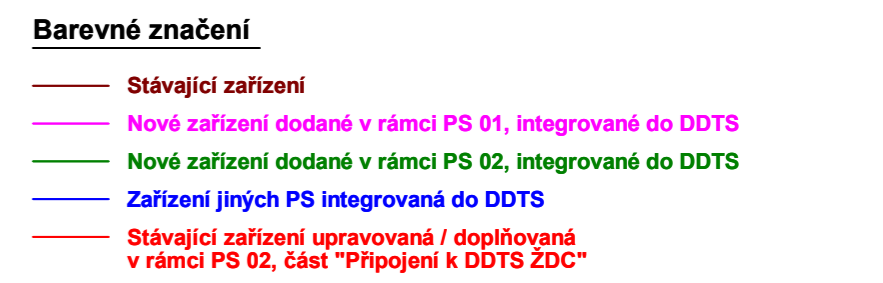 Barevné značení
Stávající zařízení
Nové zařízení dodané v rámci PS 01, integrované do DDTS
Nové zařízení dodané v rámci PS 02, integrované do DDTS
Zařízení jiných PS integrovaná do DDTS
Stávající zařízení upravovaná / doplňovaná
v rámci PS 02, část "Připojení k DDTS ŽDC"